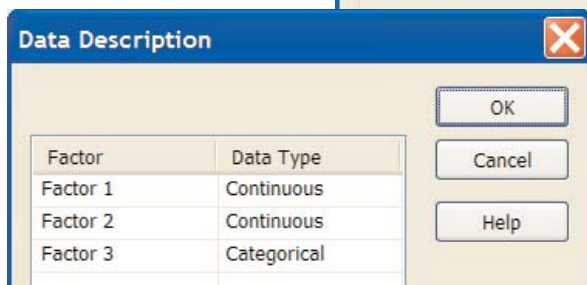 Data Description
OK
Factor Data Type
Cancel
Factor 1 Continuous
Factor 2 Continuous
Help
Factor 3 Categorical